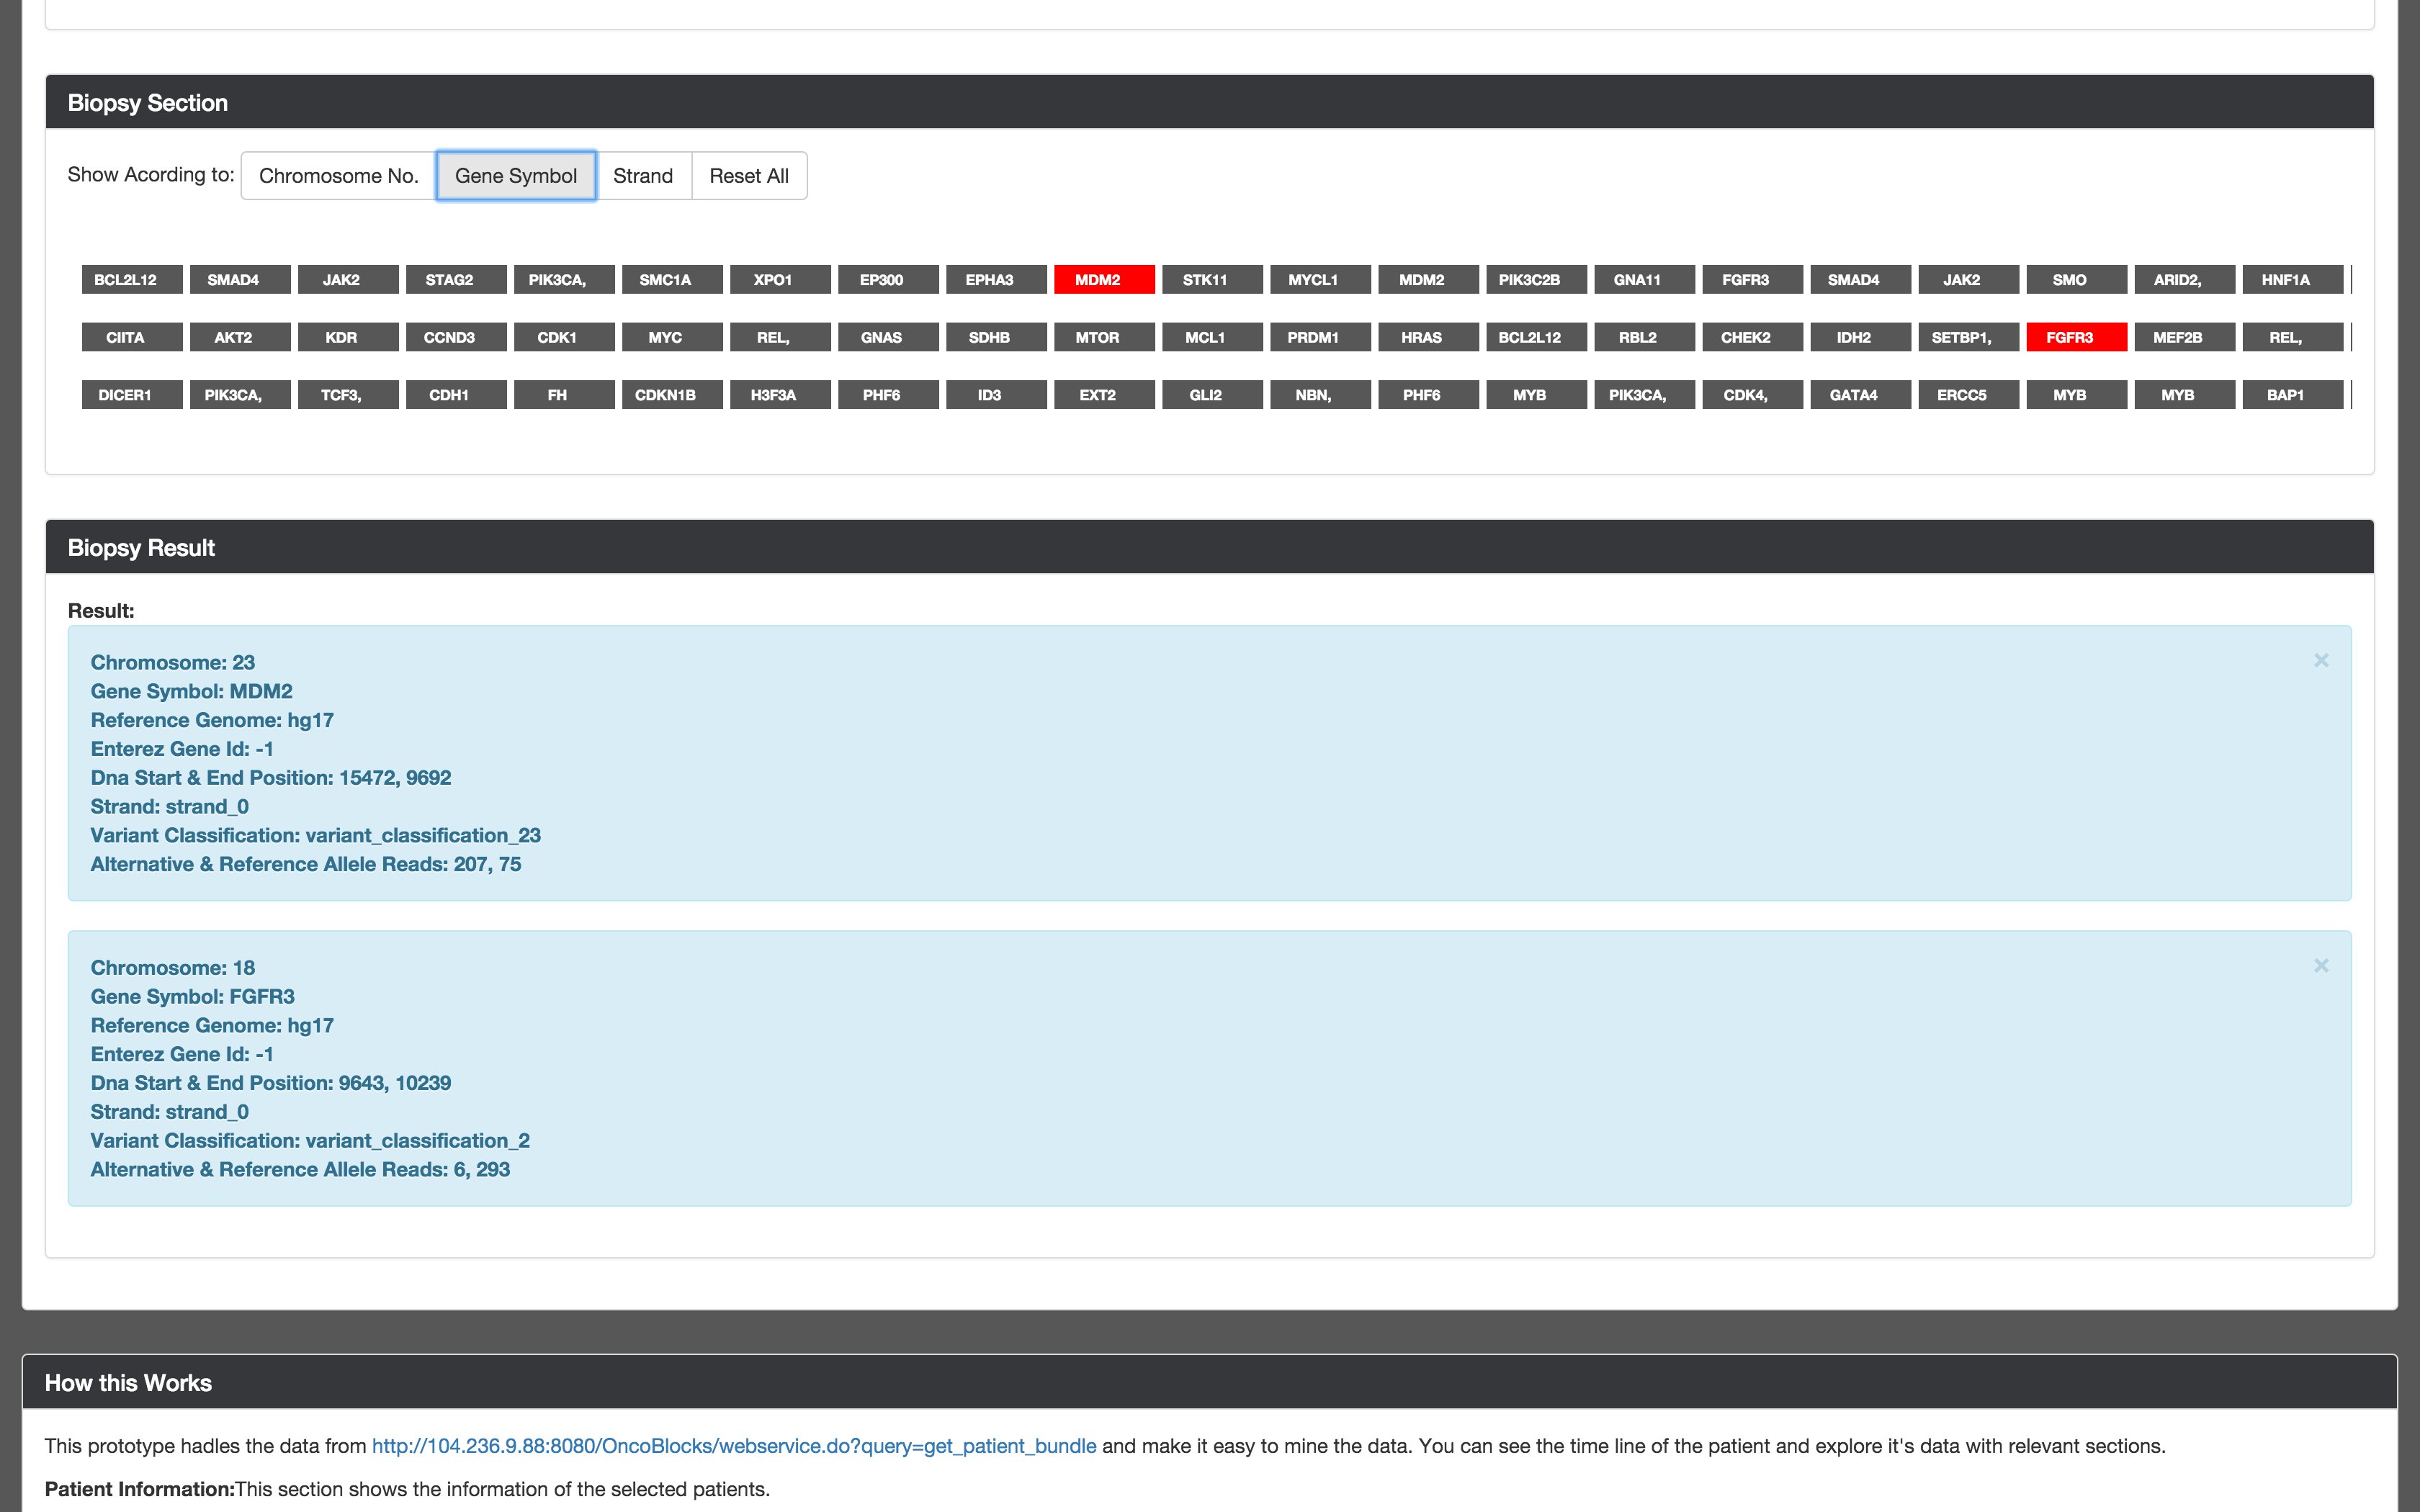 Biopsy Section
Show Acording to: Chromosome No. Gene Symbol Strand Reset All
BCL2L12 SMAD4 JAK2 STAG2 PIK3CA, SMC1A XPO1 EP300 EPHA3 MDM2 STK11 MYCL1 MDM2 PIK3C2B GNA11 FGFR3 SMAD4 JAK2 SMO ARID2, HNF1A
CIITA AKT2 KDR CCND3 CDK1 MYC REL, GNAS SDHB MTOR MCL1 PRDM1 HRAS BCL2L12 RBL2 CHEK2 IDH2 SETBP1, FGFR3 MEF2B REL,
DICER1 PIK3CA, TCF3, CDH1 FH CDKN1B H3F3A PHF6 ID3 EXT2 GLI2 NBN, PHF6 MYB PIK3CA, CDK4, GATA4 ERCC5 MYB MYB BAP1
Biopsy Result
Result:
Chromosome: 23 ×
Gene Symbol: MDM2
Reference Genome: hg17
Enterez Gene Id: -1
Dna Start & End Position: 15472, 9692
Strand: strand_0
Variant Classification: variant_classification_23
Alternative & Reference Allele Reads: 207, 75
Chromosome: 18 ×
Gene Symbol: FGFR3
Reference Genome: hg17
Enterez Gene Id: -1
Dna Start & End Position: 9643, 10239
Strand: strand_0
Variant Classification: variant_classification_2
Alternative & Reference Allele Reads: 6, 293
How this Works
This prototype hadles the data from http://104.236.9.88:8080/OncoBlocks/webservice.do?query=get_patient_bundle and make it easy to mine the data. You can see the time line of the patient and explore it's data with relevant sections.
Patient Information:This section shows the information of the selected patients.